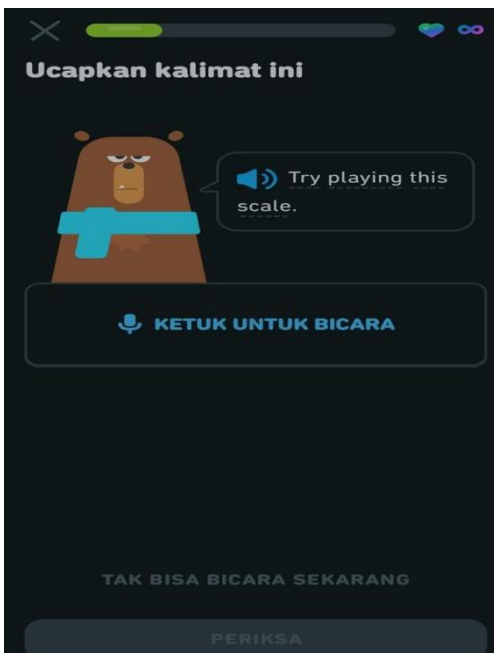 Ucapkan kalimat ini
Try playing this
scale.
KETUK UNTUK BICARA
TAK BISA BICARA SEKARANG
PERIKSA